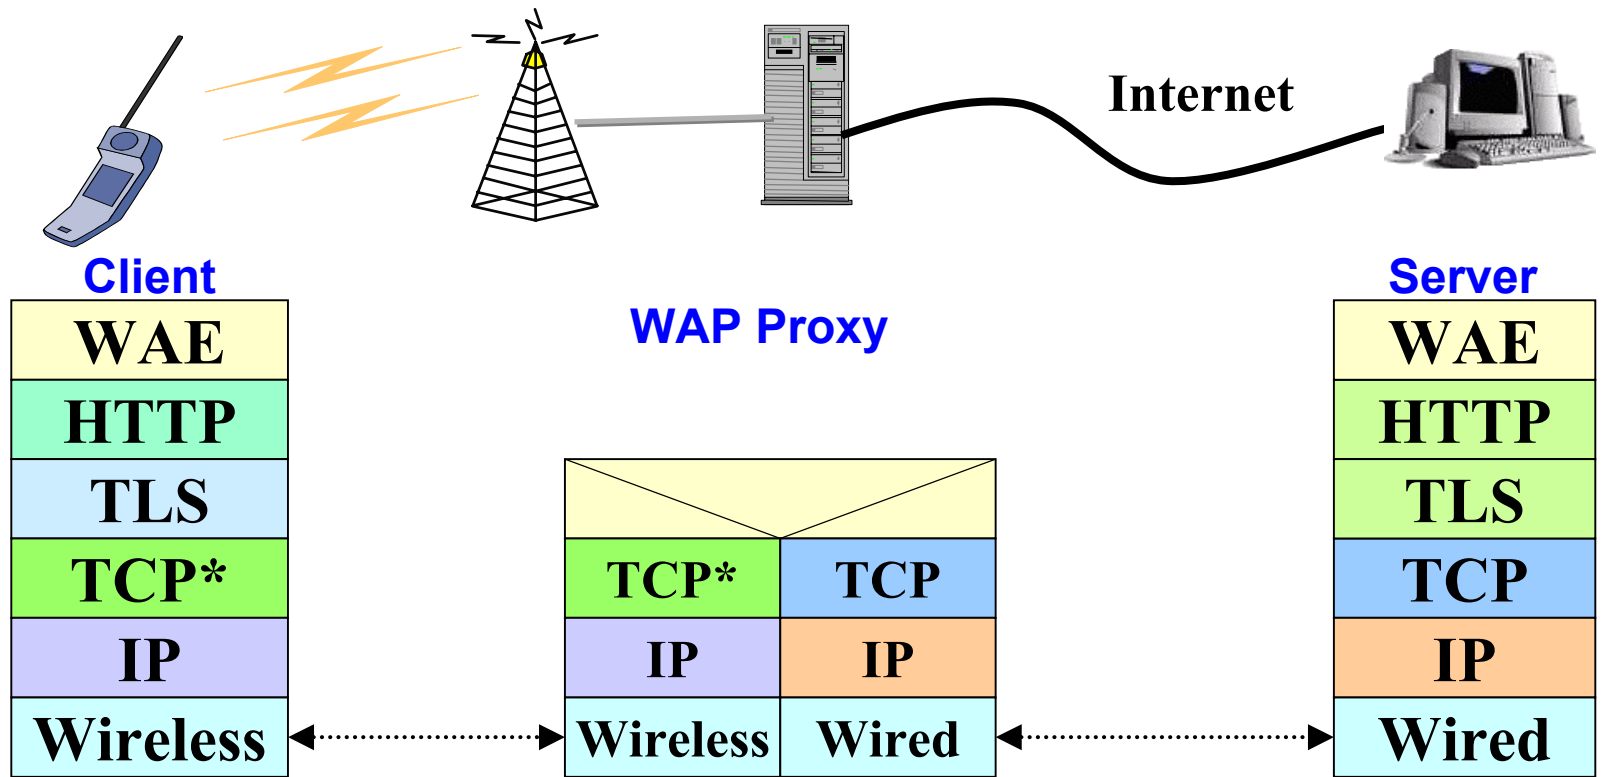 Internet
Client
WAP Proxy
Server
WAE
HTTP
TLS
TCP*
IP
Wireless
TCP*
TCP
IP
IP
Wireless
Wired
WAE
HTTP
TLS
TCP
IP
Wired